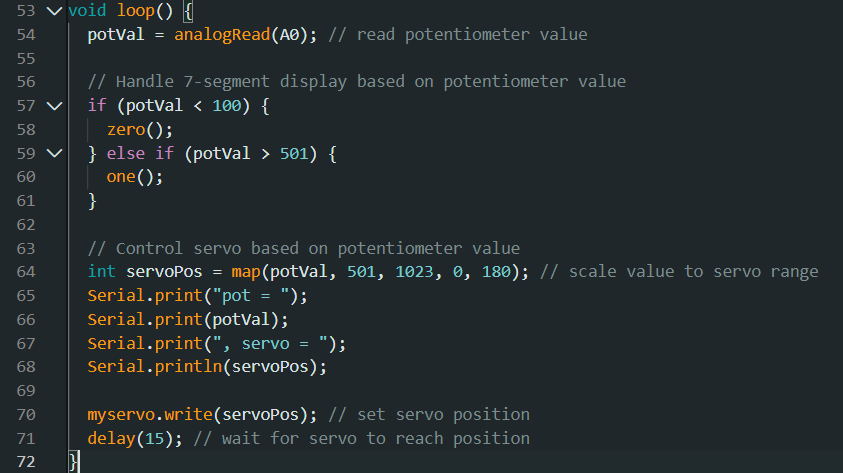 53 void loop() {
54 potVal = analogRead(A0); // read potentiometer value
55
56 // Handle 7-segment display based on potentiometer value
57 if (potVal < 100) {
58 zero();
59 } else if (potVal > 501) {
60 one();
61 }
62
63 // Control servo based on potentiometer value
64 int servoPos = map(potVal, 501, 1023, 0, 180); // scale value to servo range
65 Serial.print("pot = ");
66 Serial.print(potVal);
67 Serial.print(", servo = ");
68 Serial.println(servoPos);
69
70 myservo.write(servoPos); // set servo position
71 delay(15); // wait for servo to reach position
72 }